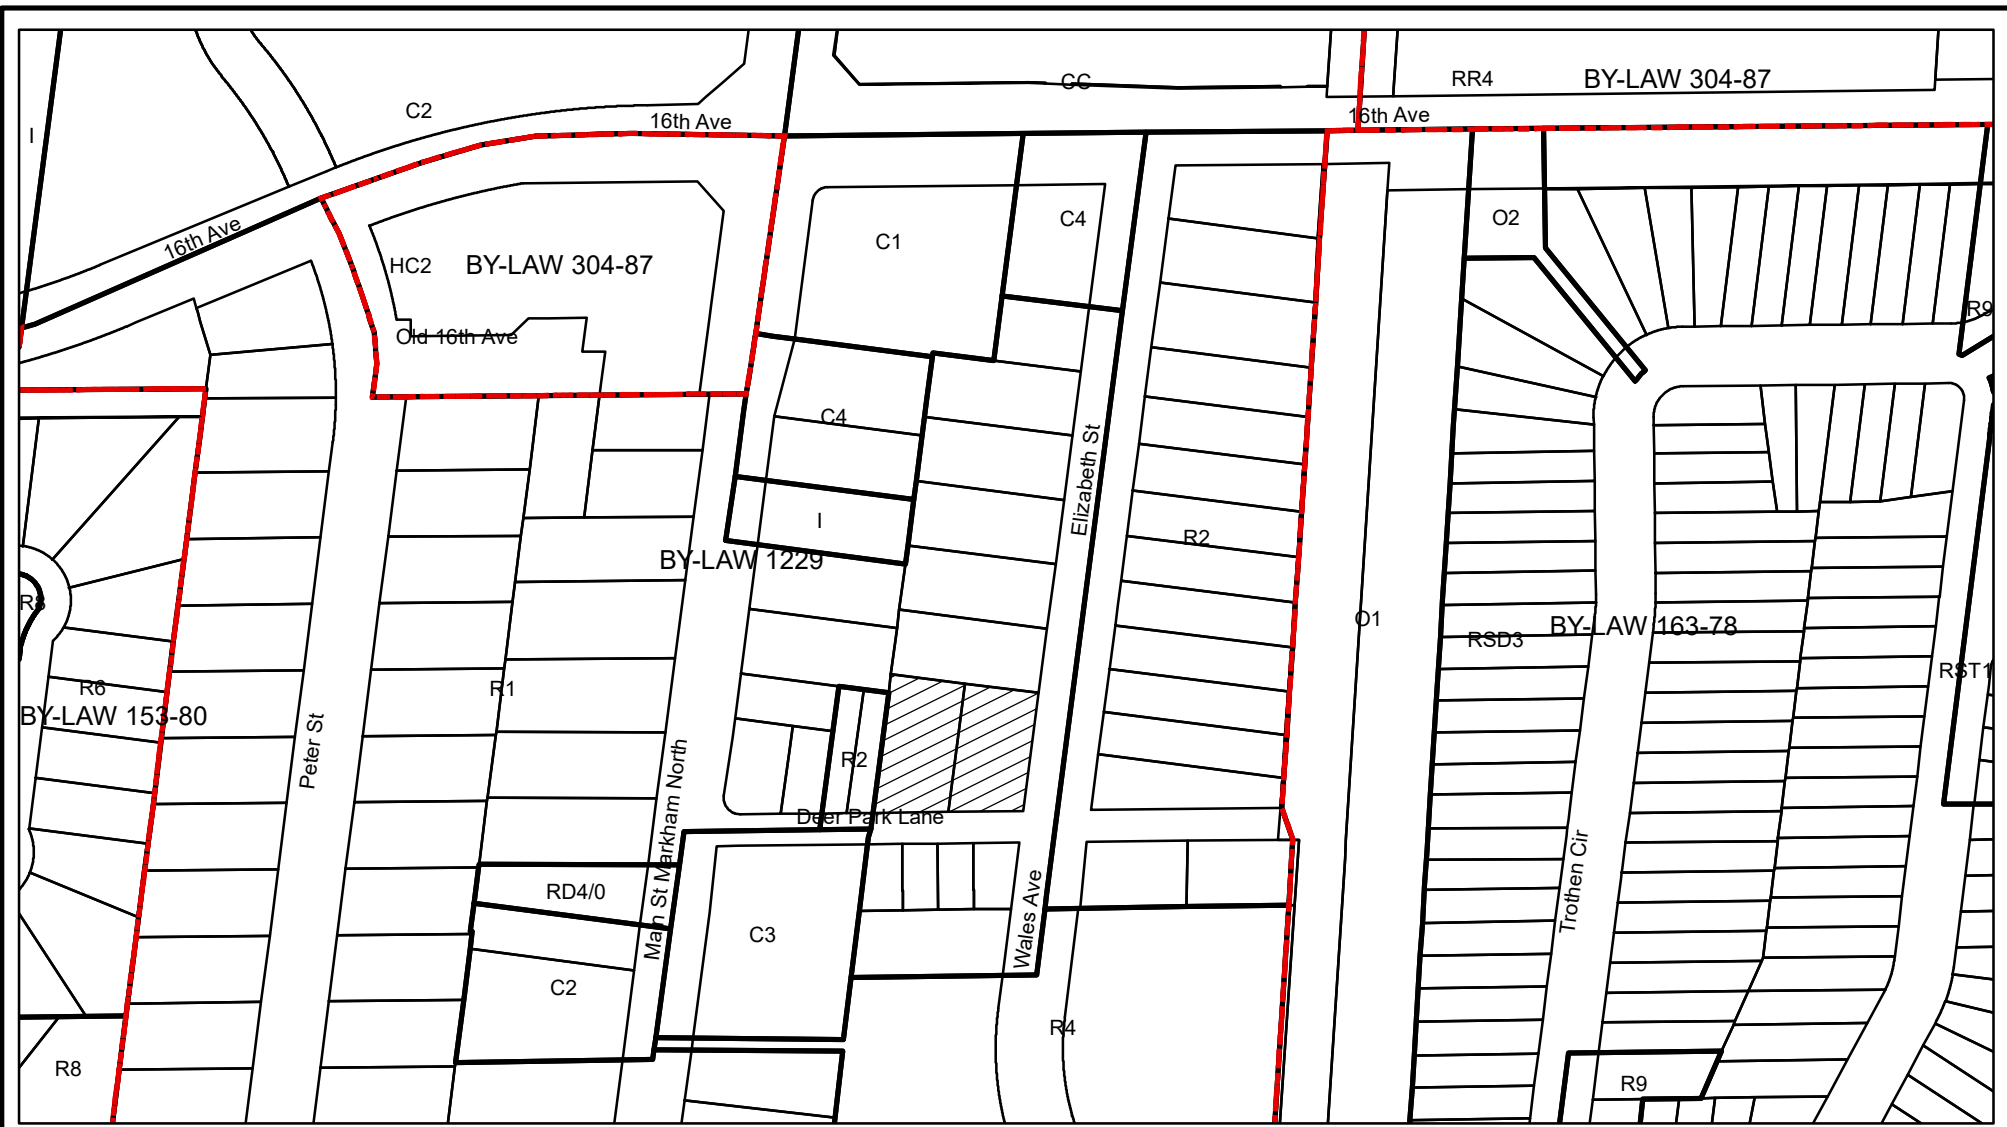 CC
RR4
BY-LAW 304-87
C2
16th Ave
16th Ave
I
O2
C4
C1
16th Ave
HC2
BY-LAW 304-87
R9
Old 16th Ave
C4
Elizabeth St
I
R2
BY-LAW 1229
R8
O1
BY-LAW 163-78
RSD3
RST1
R6
R1
BY-LAW 153-80
Peter St
R2
Main St Markham North
Deer Park Lane
Trothen Cir
RD4/0
Wales Ave
C3
C2
R4
R8
R9